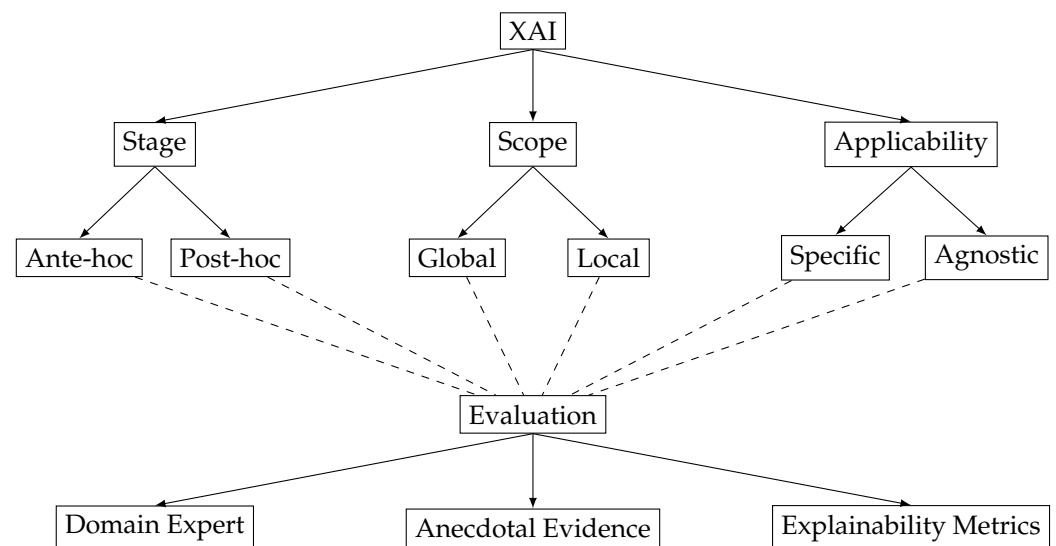 XAI
Stage
Scope
Applicability
Ante-hoc
Post-hoc
Global
Local
Specific
Agnostic
Evaluation
Domain Expert
Anecdotal Evidence
Explainability Metrics